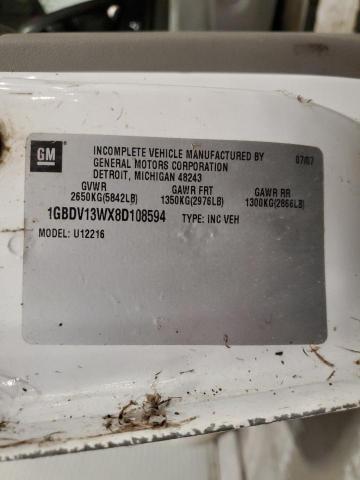 GM
INCOMPLETE VEHICLE MANUFACTURED BY 07/07
GENERAL MOTORS CORPORATION
DETROIT, MICHIGAN 48243
GVWR GAWR FRT GAWR RR
2650KG(5842LB) 1350KG(2976LB) 1300KG(2866LB)
1GBDV13WX8D108594 TYPE: INC VEH
MODEL: U12216